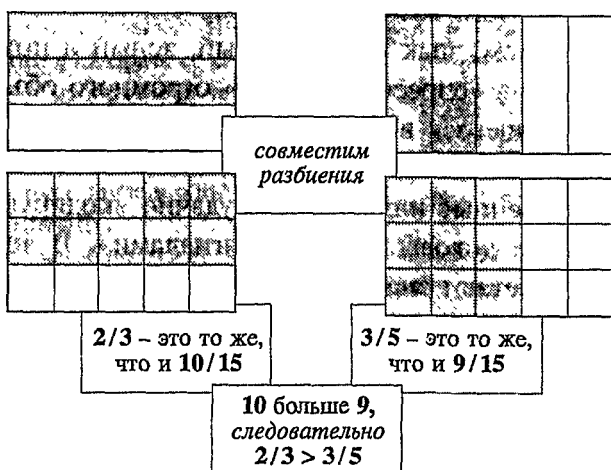 совместим
разбиения
2/3 – это то же,
что и 10/15
3/5 – это то же,
что и 9/15
10 больше 9,
следовательно
2/3 > 3/5